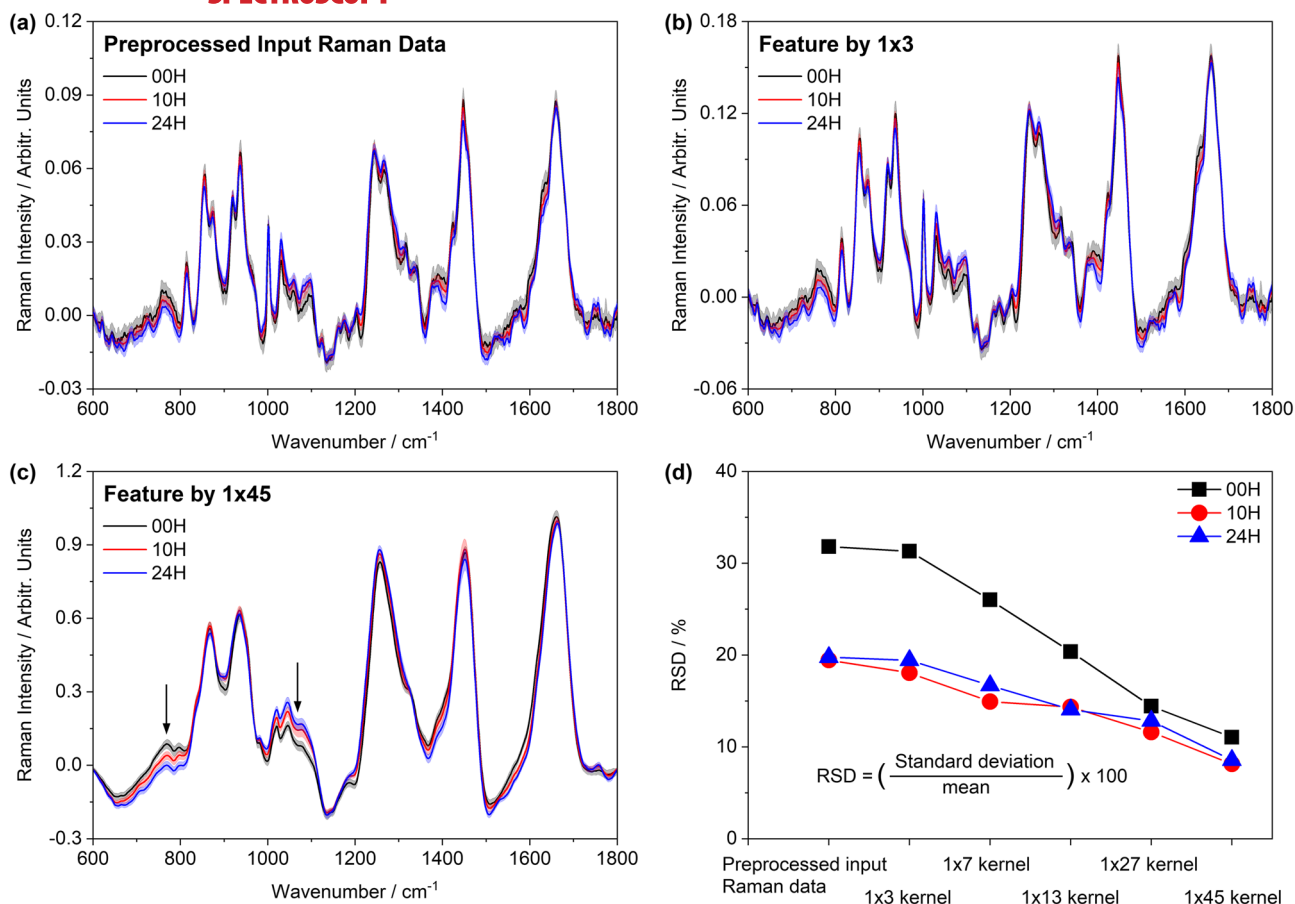 SPECTROSCOPY
(a)
Preprocessed Input Raman Data
00H
10H
24H
0.12
0.09
0.06
0.03
0.00
-0.03
Raman Intensity / Arbitr. Units
600 800 1000 1200 1400 1600 1800
Wavenumber / cm⁻¹
(b)
Feature by 1x3
00H
10H
24H
0.18
0.12
0.06
0.00
-0.06
Raman Intensity / Arbitr. Units
600 800 1000 1200 1400 1600 1800
Wavenumber / cm⁻¹
(c)
Feature by 1x45
00H
10H
24H
1.2
0.9
0.6
0.3
0.0
-0.3
Raman Intensity / Arbitr. Units
600 800 1000 1200 1400 1600 1800
Wavenumber / cm⁻¹
(d)
00H
10H
24H
40
30
20
10
0
RSD / %
RSD = ( Standard deviation / mean ) x 100
Preprocessed input
Raman data
1x3 kernel
1x7 kernel
1x13 kernel
1x27 kernel
1x45 kernel